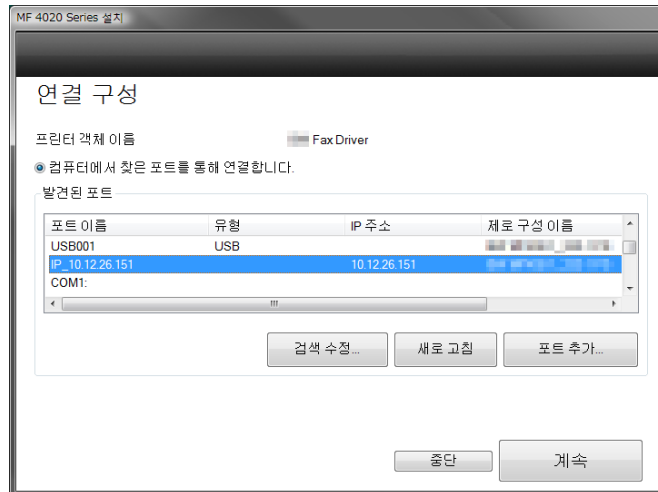 MF 4020 Series 설치
연결 구성
프린터 객체 이름 Fax Driver
컴퓨터에서 찾은 포트를 통해 연결합니다.
발견된 포트
포트 이름 유형 IP 주소 제로 구성 이름
USB001 USB
IP_10.12.26.151 10.12.26.151
COM1:
검색 수정... 새로 고침 포트 추가...
중단 계속